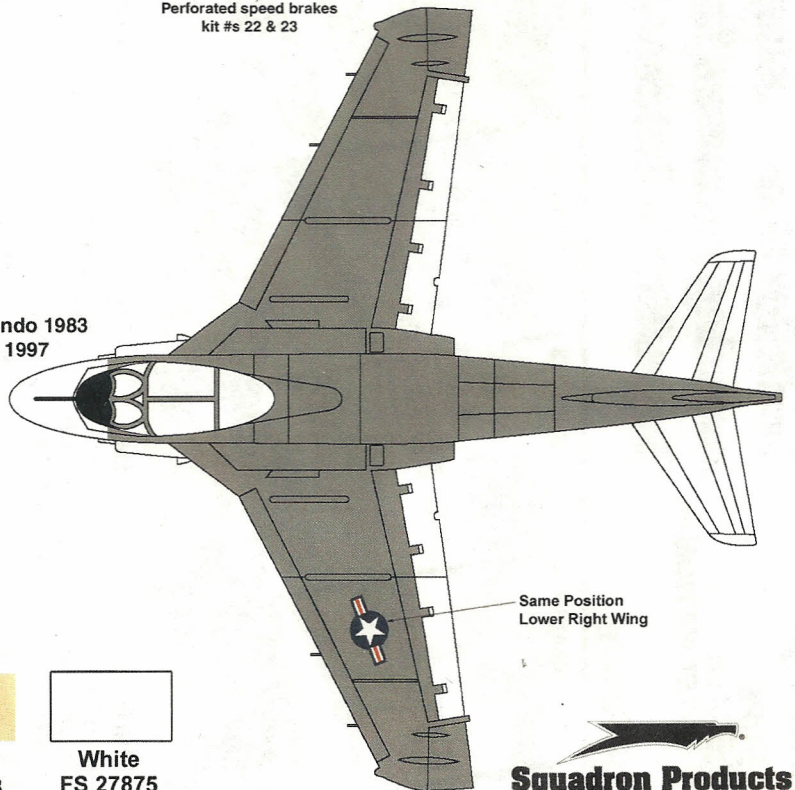 Perforated speed brakes
kit #s 22 & 23
ndo 1983
1997
Same Position
Lower Right Wing
White
FS 27875
Squadron Products